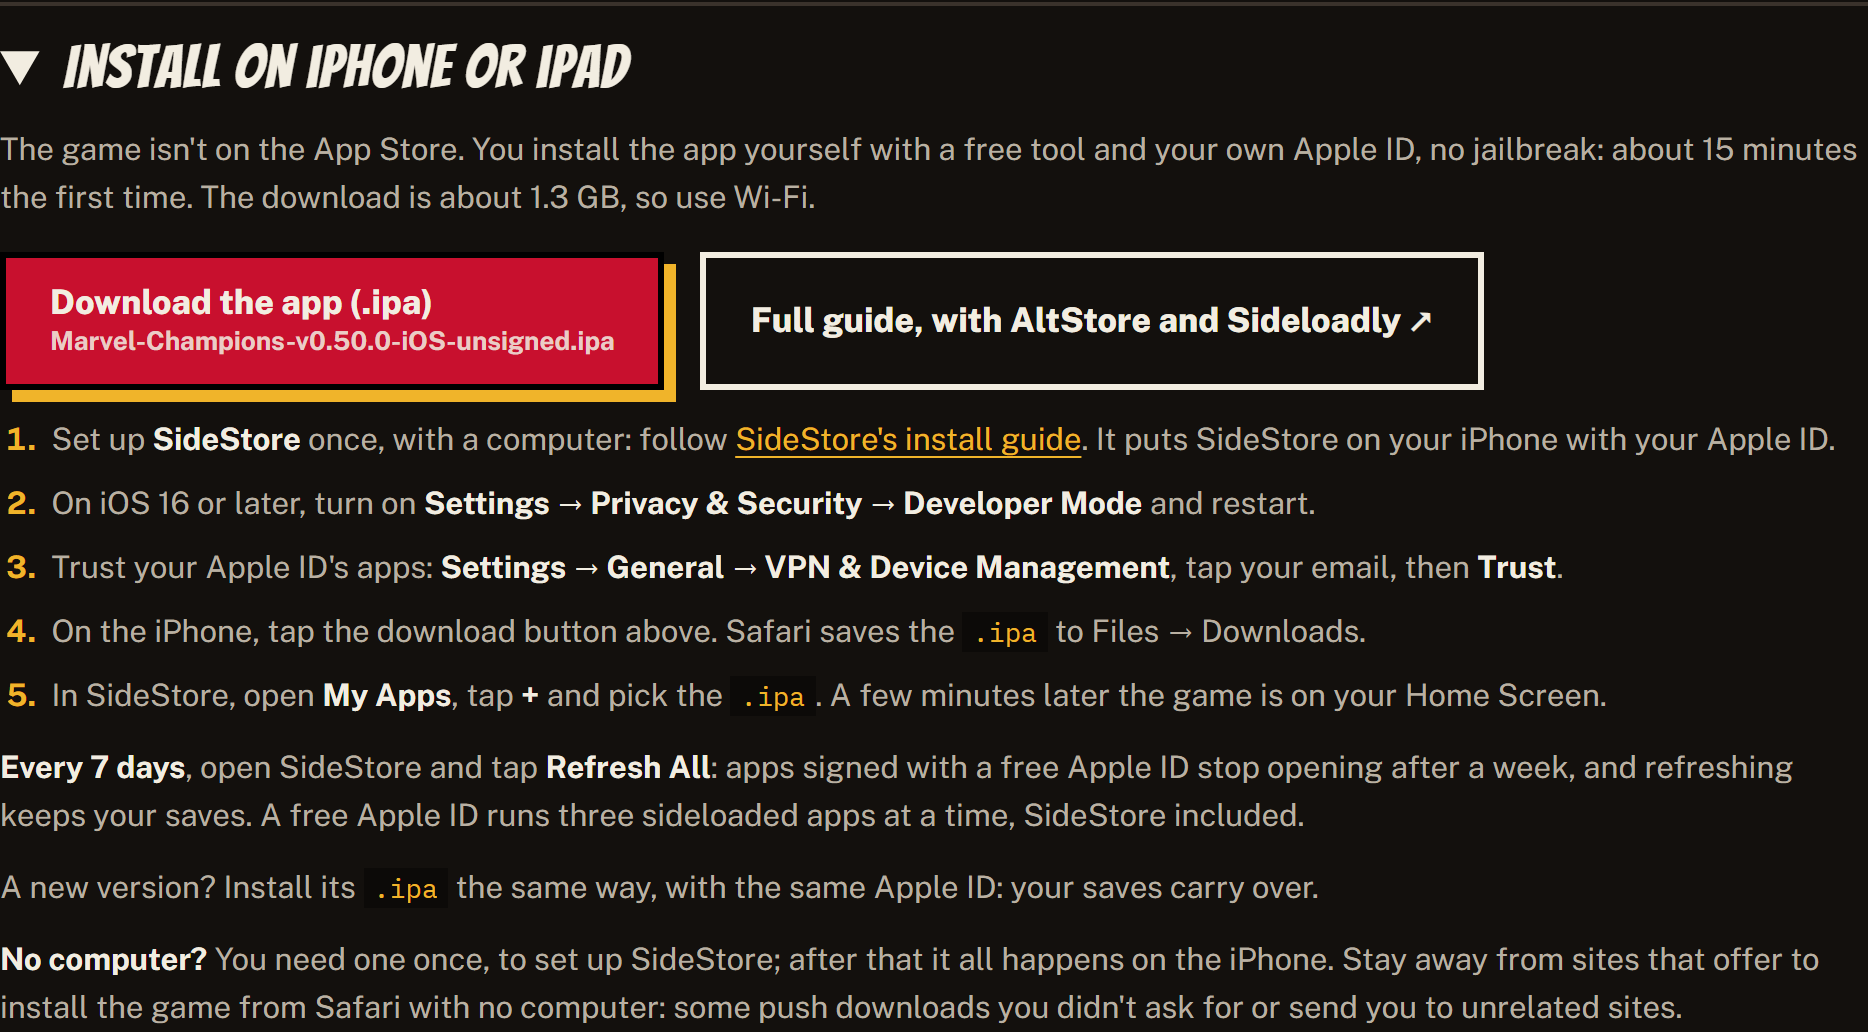 ▼ INSTALL ON IPHONE OR IPAD
The game isn't on the App Store. You install the app yourself with a free tool and your own Apple ID, no jailbreak: about 15 minutes
the first time. The download is about 1.3 GB, so use Wi-Fi.
Download the app (.ipa)
Marvel-Champions-v0.50.0-iOS-unsigned.ipa
Full guide, with AltStore and Sideloadly ↗
1. Set up SideStore once, with a computer: follow SideStore's install guide. It puts SideStore on your iPhone with your Apple ID.
2. On iOS 16 or later, turn on Settings → Privacy & Security → Developer Mode and restart.
3. Trust your Apple ID's apps: Settings → General → VPN & Device Management, tap your email, then Trust.
4. On the iPhone, tap the download button above. Safari saves the .ipa to Files → Downloads.
5. In SideStore, open My Apps, tap + and pick the .ipa. A few minutes later the game is on your Home Screen.
Every 7 days, open SideStore and tap Refresh All: apps signed with a free Apple ID stop opening after a week, and refreshing
keeps your saves. A free Apple ID runs three sideloaded apps at a time, SideStore included.
A new version? Install its .ipa the same way, with the same Apple ID: your saves carry over.
No computer? You need one once, to set up SideStore; after that it all happens on the iPhone. Stay away from sites that offer to
install the game from Safari with no computer: some push downloads you didn't ask for or send you to unrelated sites.